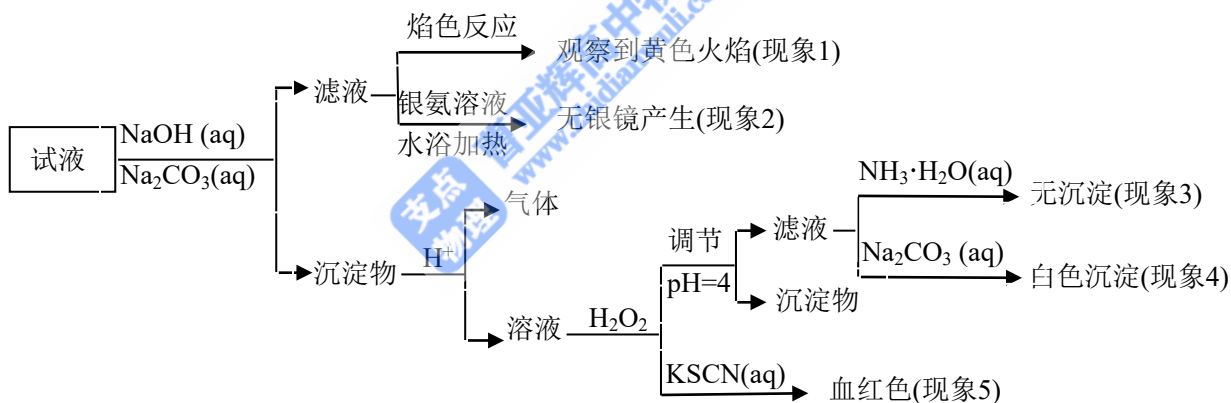 焰色反应
观察到黄色火焰(现象1)
滤液
银氨溶液
水浴加热
无银镜产生(现象2)
试液
NaOH (aq)
Na₂CO₃(aq)
气体
沉淀物
H⁺
溶液
H₂O₂
调节
pH=4
滤液
NH₃·H₂O(aq)
无沉淀(现象3)
Na₂CO₃ (aq)
白色沉淀(现象4)
沉淀物
KSCN(aq)
血红色(现象5)
支点
物理